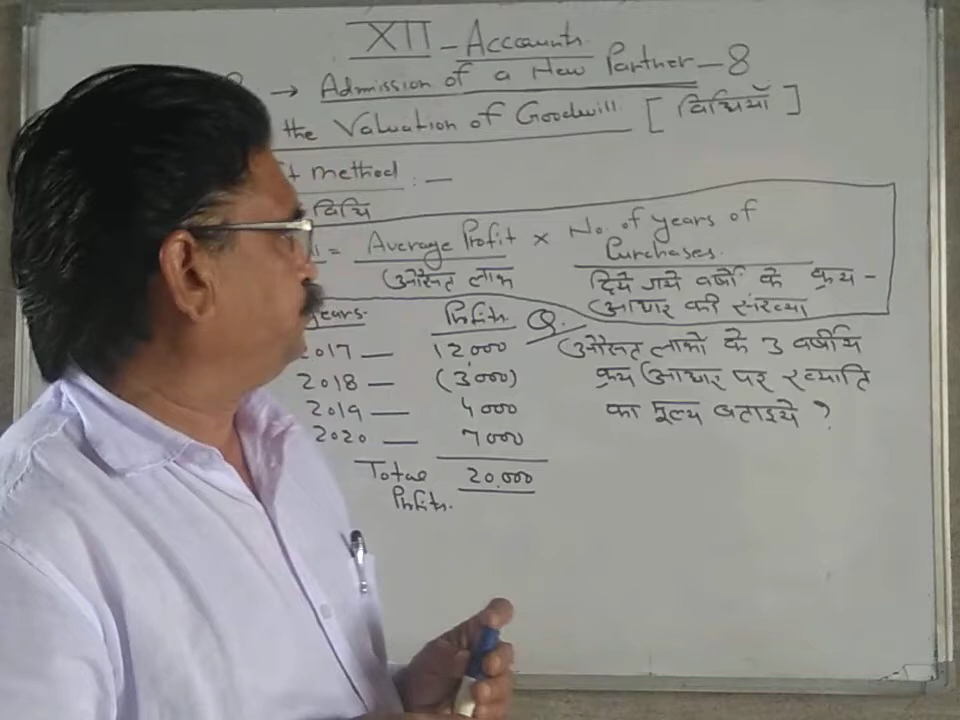 XII - Accounts
→ Admission of a New Partner - 8
the Valuation of Goodwill [ विधियाँ ]
method : —
विधि
= Average Profit × No. of years of
Purchases.
औसत लाभ दिये गये वर्षों के क्रय -
आधार की संख्या
years. Profits. Q. औसत लाभों के 3 वर्षीय
2017 — 12,000 क्रय आधार पर ख्याति
2018 — (3,000) का मूल्य बताइये ?
2019 — 4000
2020 — 7000
Total 20,000
Profits.